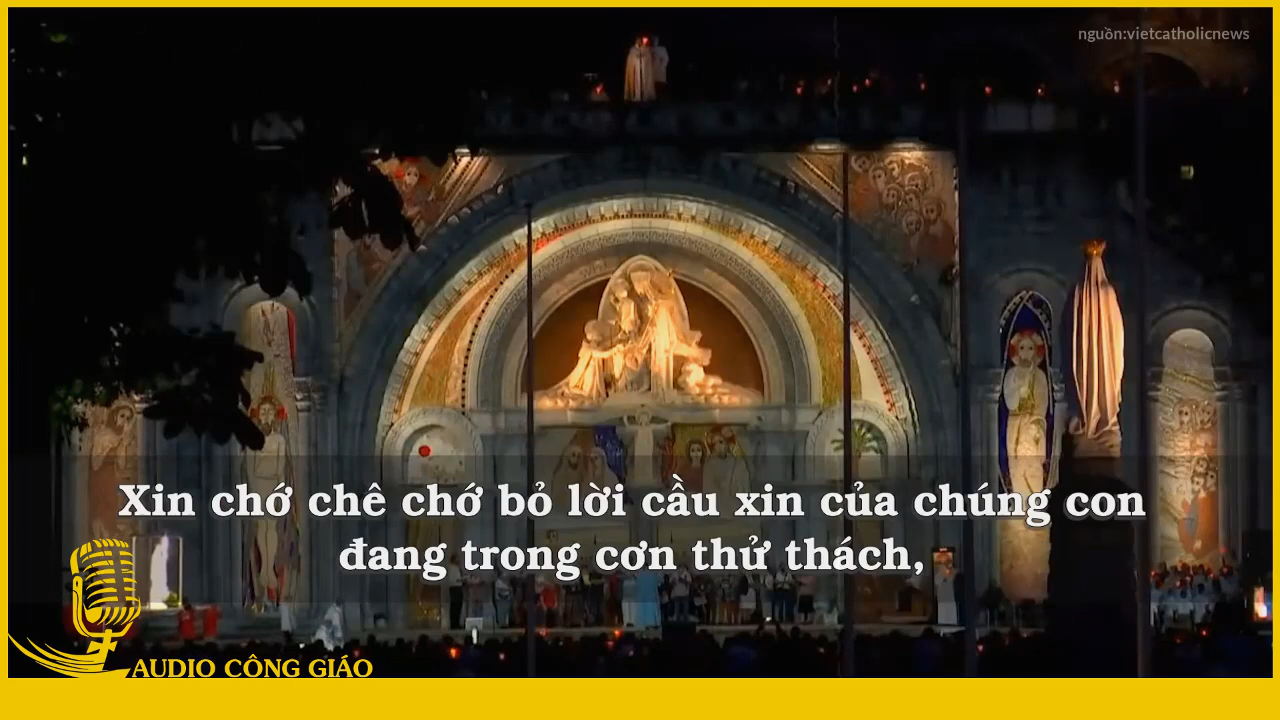 nguồn:vietcatholicnews
Xin chớ chê chớ bỏ lời cầu xin của chúng con
đang trong cơn thử thách,
AUDIO CÔNG GIÁO